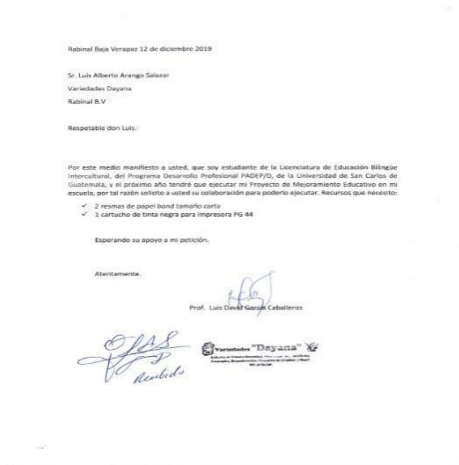 Rabinal Baja Verapaz 12 de diciembre 2019
Sr. Luis Alberto Arango Salazar
Variedades Dayana
Rabinal B.V
Respetable don Luis:
Por este medio manifiesto a usted, que soy estudiante de la Licenciatura de Educación Bilingüe
Intercultural, del Programa Desarrollo Profesional PADEP/D, de la Universidad de San Carlos de
Guatemala, y el próximo año tendré que ejecutar mi Proyecto de Mejoramiento Educativo en mi
escuela, por tal razón solicito a usted su colaboración para poderlo ejecutar. Recursos que necesito:
✓ 2 resmas de papel bond tamaño carta
✓ 1 cartucho de tinta negra para impresora PG 44
Esperando su apoyo a mi petición.
Atentamente.
Prof. Luis David García Caballeros
Variedades "Dayana"
Recibido